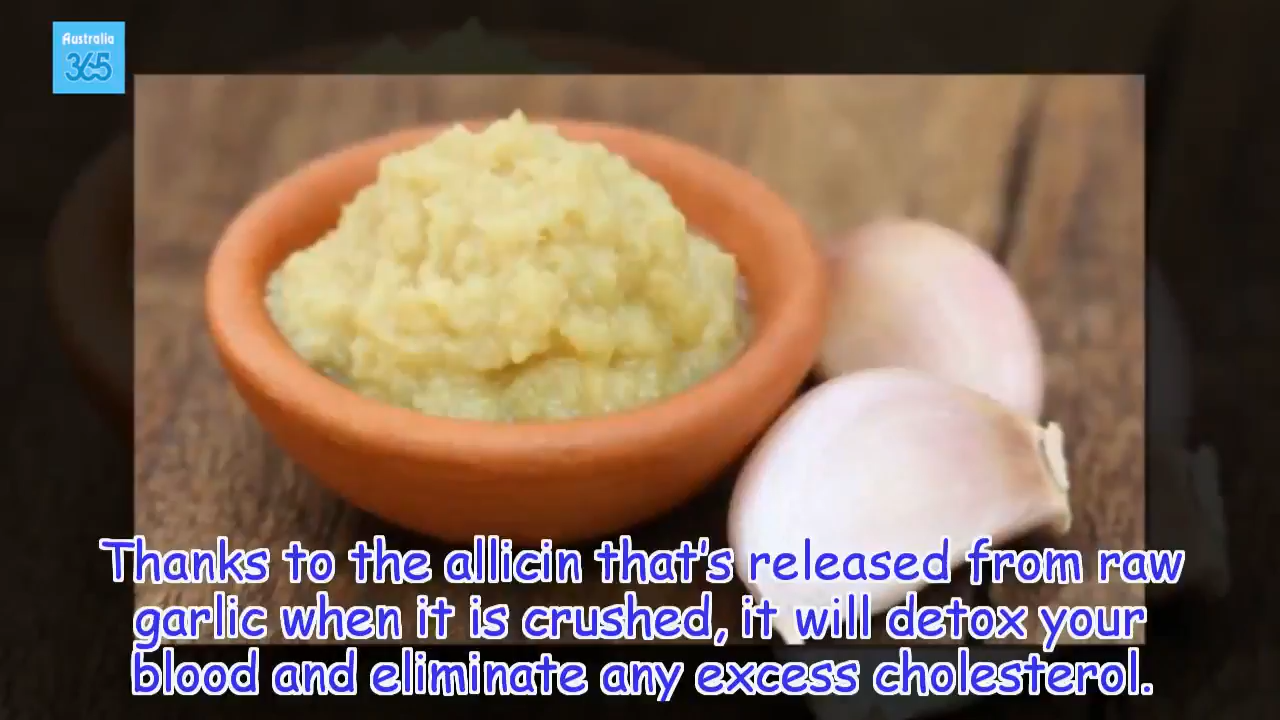 Australia
365
Thanks to the allicin that's released from raw
garlic when it is crushed, it will detox your
blood and eliminate any excess cholesterol.